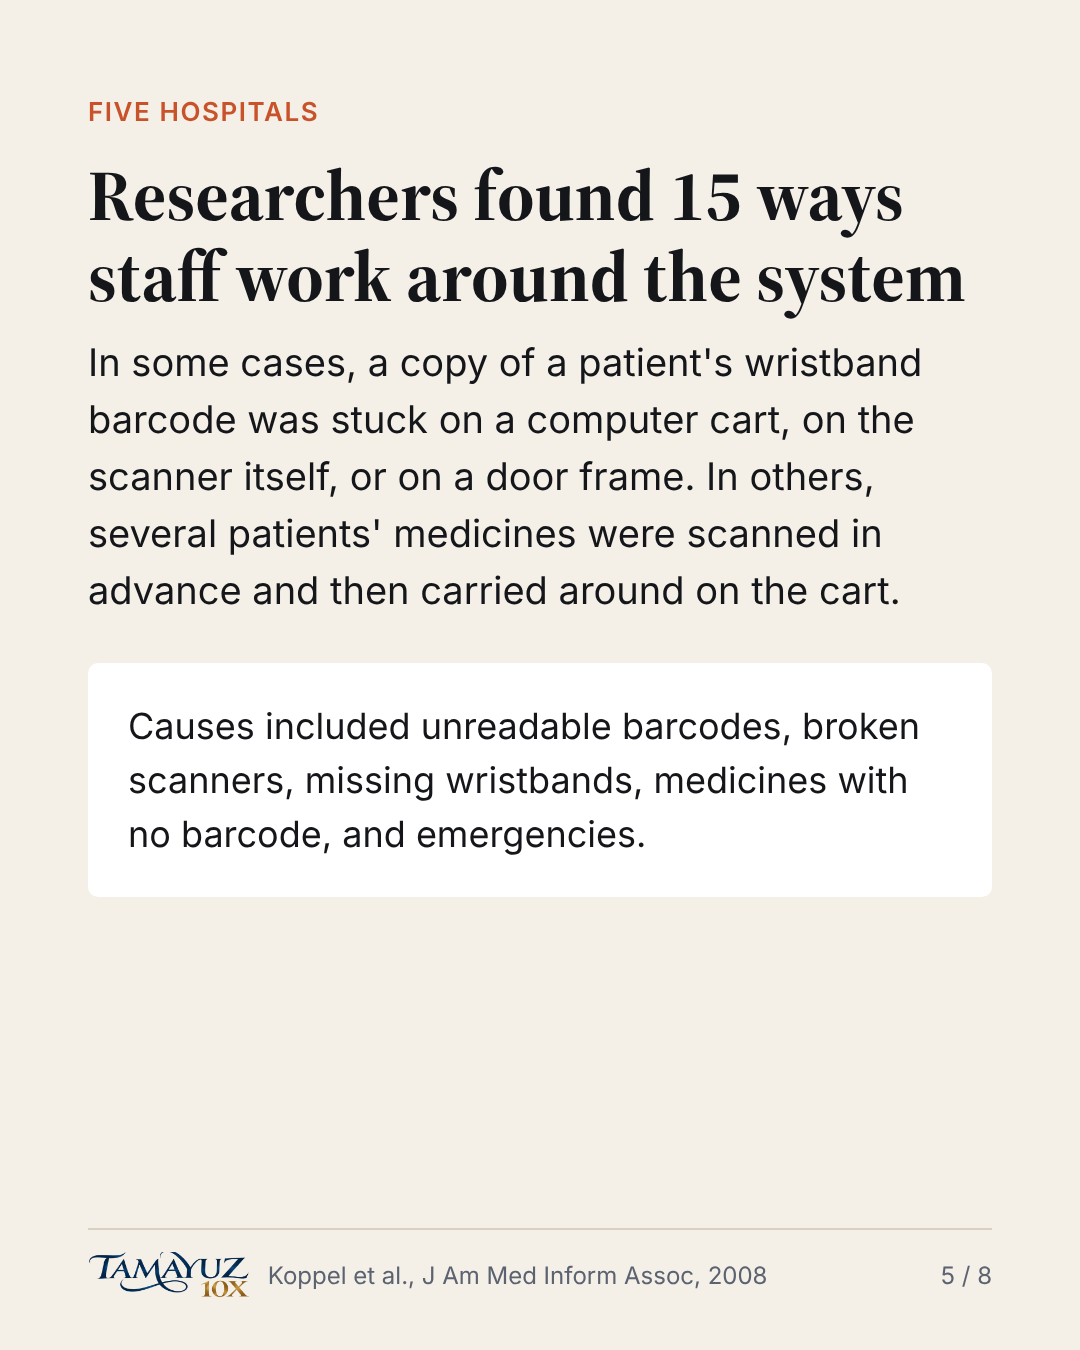 FIVE HOSPITALS
Researchers found 15 ways
staff work around the system
In some cases, a copy of a patient's wristband
barcode was stuck on a computer cart, on the
scanner itself, or on a door frame. In others,
several patients' medicines were scanned in
advance and then carried around on the cart.
Causes included unreadable barcodes, broken
scanners, missing wristbands, medicines with
no barcode, and emergencies.
TAMAYUZ
10X
Koppel et al., J Am Med Inform Assoc, 2008
5 / 8